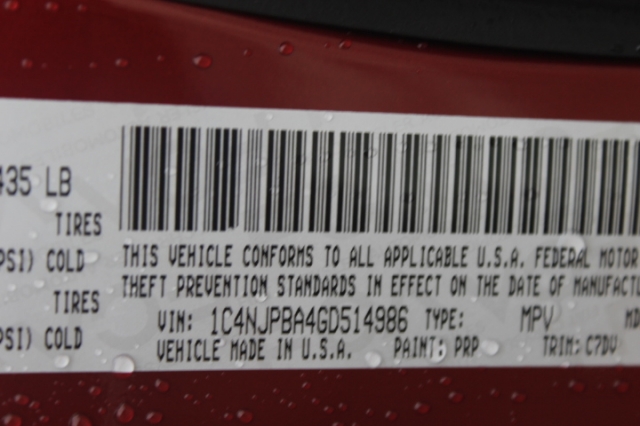 435 LB
TIRES
PSI) COLD
TIRES
PSI) COLD
THIS VEHICLE CONFORMS TO ALL APPLICABLE U.S.A. FEDERAL MOTOR
THEFT PREVENTION STANDARDS IN EFFECT ON THE DATE OF MANUFACTU
VIN: 1C4NJPBA4GD514986 TYPE: MPV MD
VEHICLE MADE IN U.S.A. PAINT: PRP TRIM: C7DV